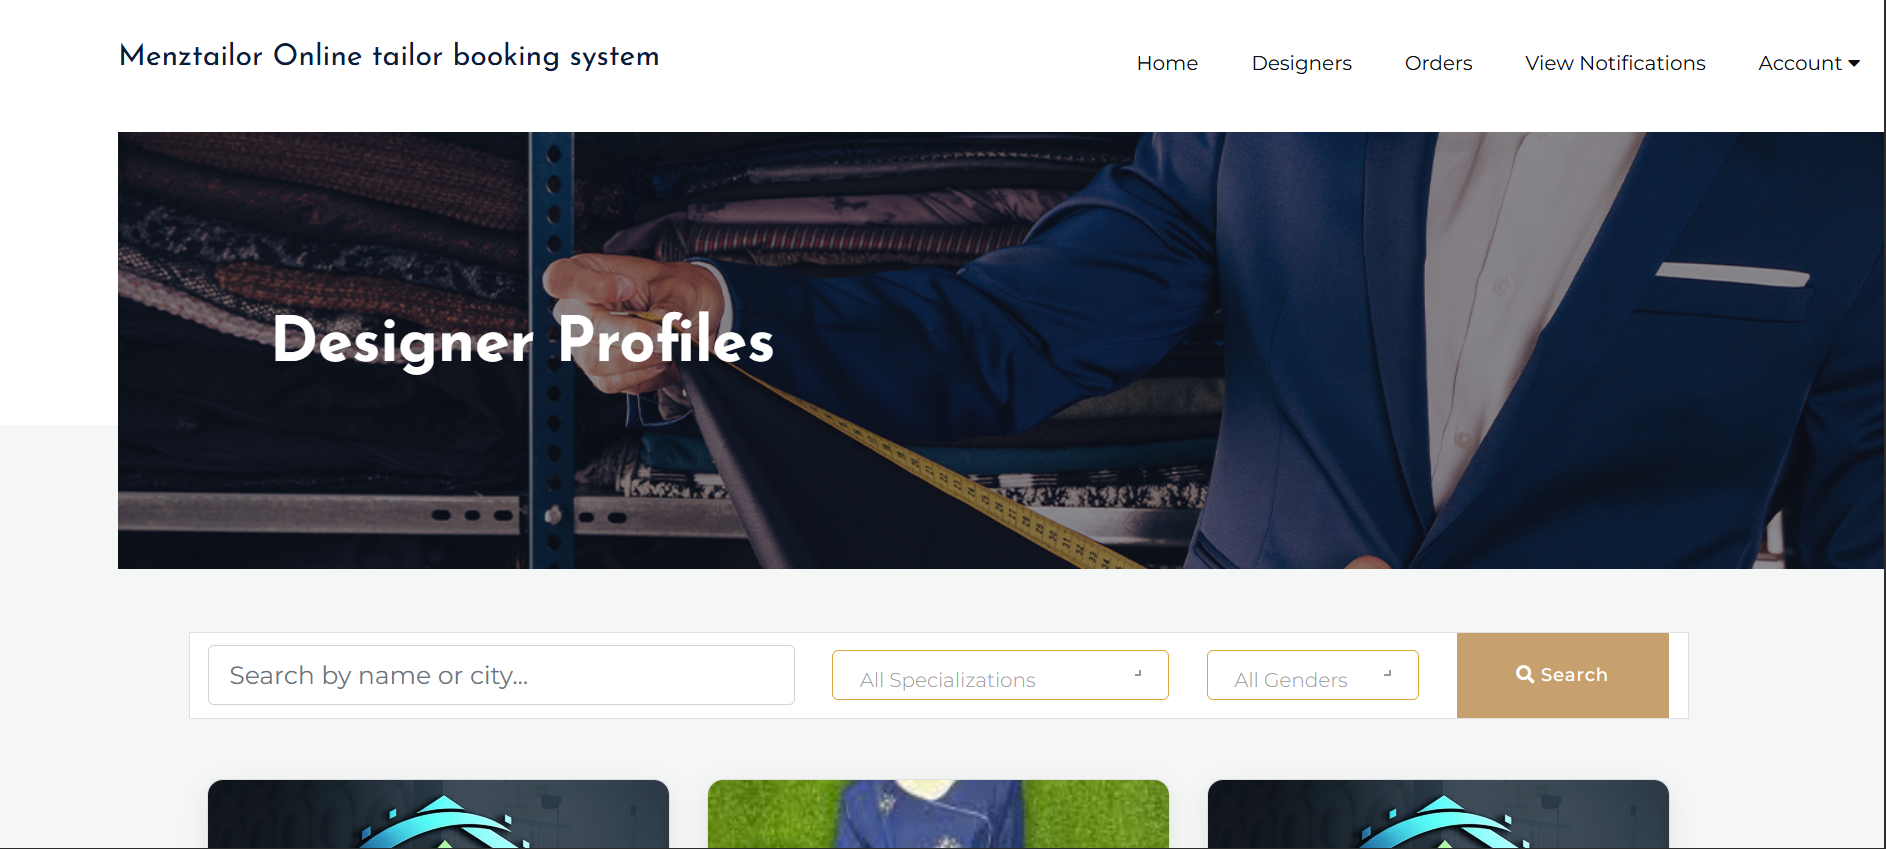 Menztailor Online tailor booking system
Home Designers Orders View Notifications Account
Designer Profiles
Search by name or city...
All Specializations
All Genders
Search